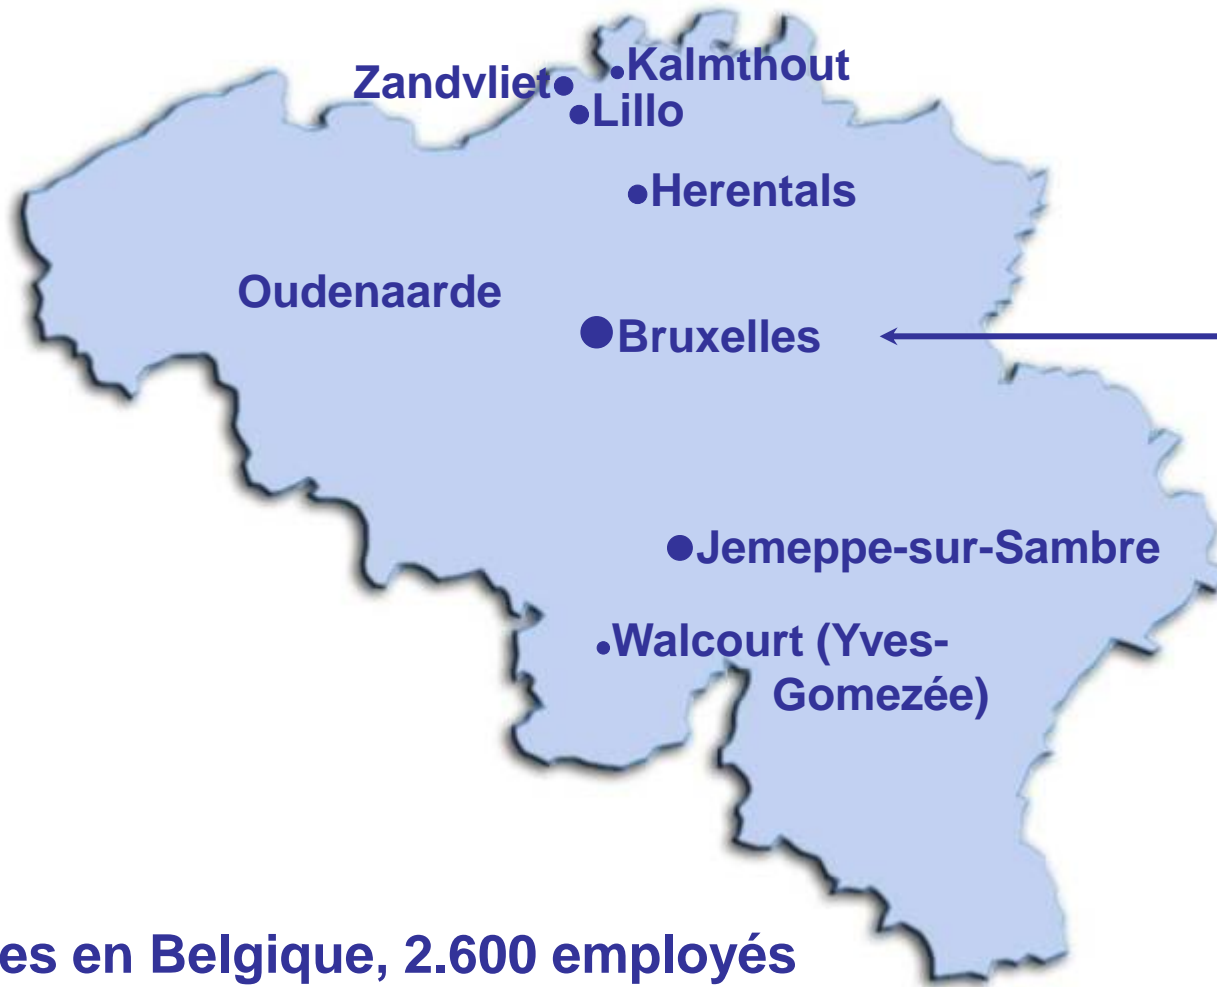 Kalmthout
Zandvliet
Lillo
Herentals
Oudenaarde
Bruxelles
Jemeppe-sur-Sambre
Walcourt (Yves-
Gomezée)
es en Belgique, 2.600 employés